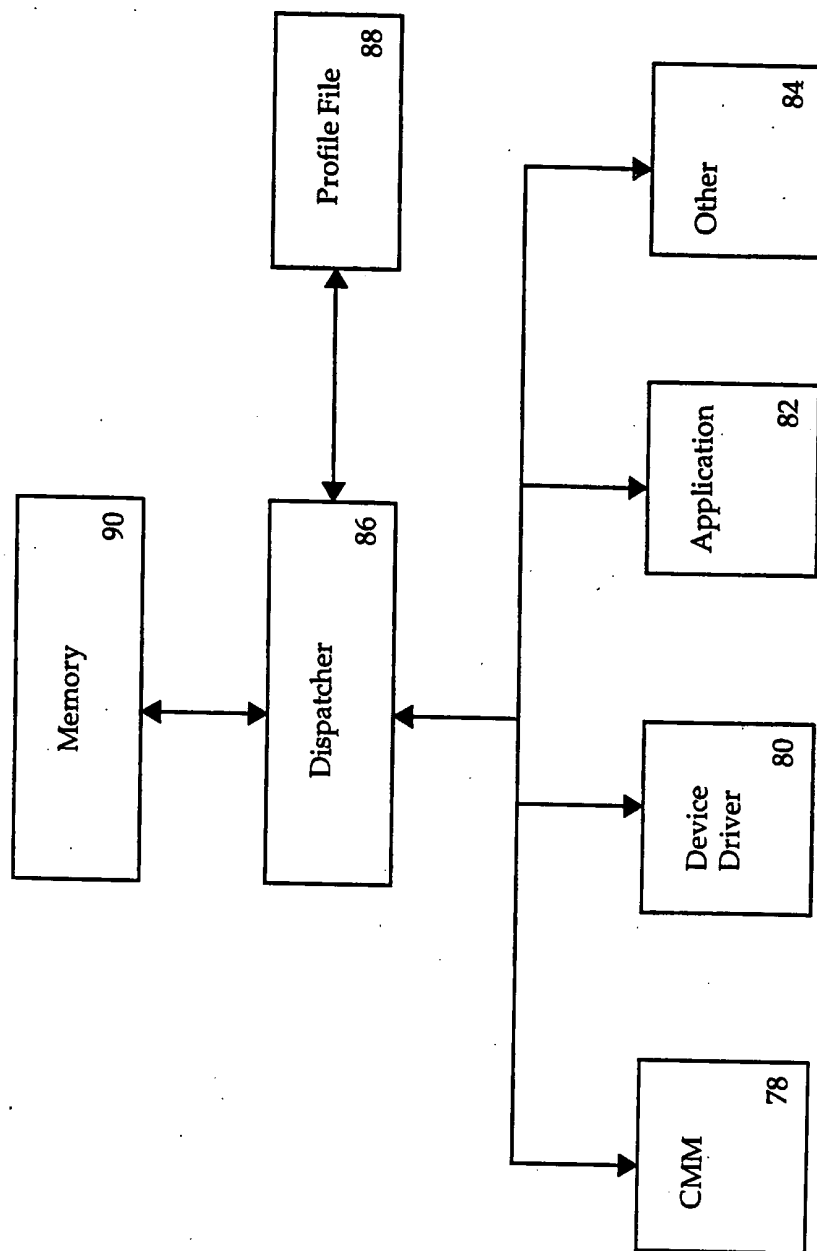 Memory
90
Dispatcher
86
Profile File
88
CMM
78
Device
Driver
80
Application
82
Other
84